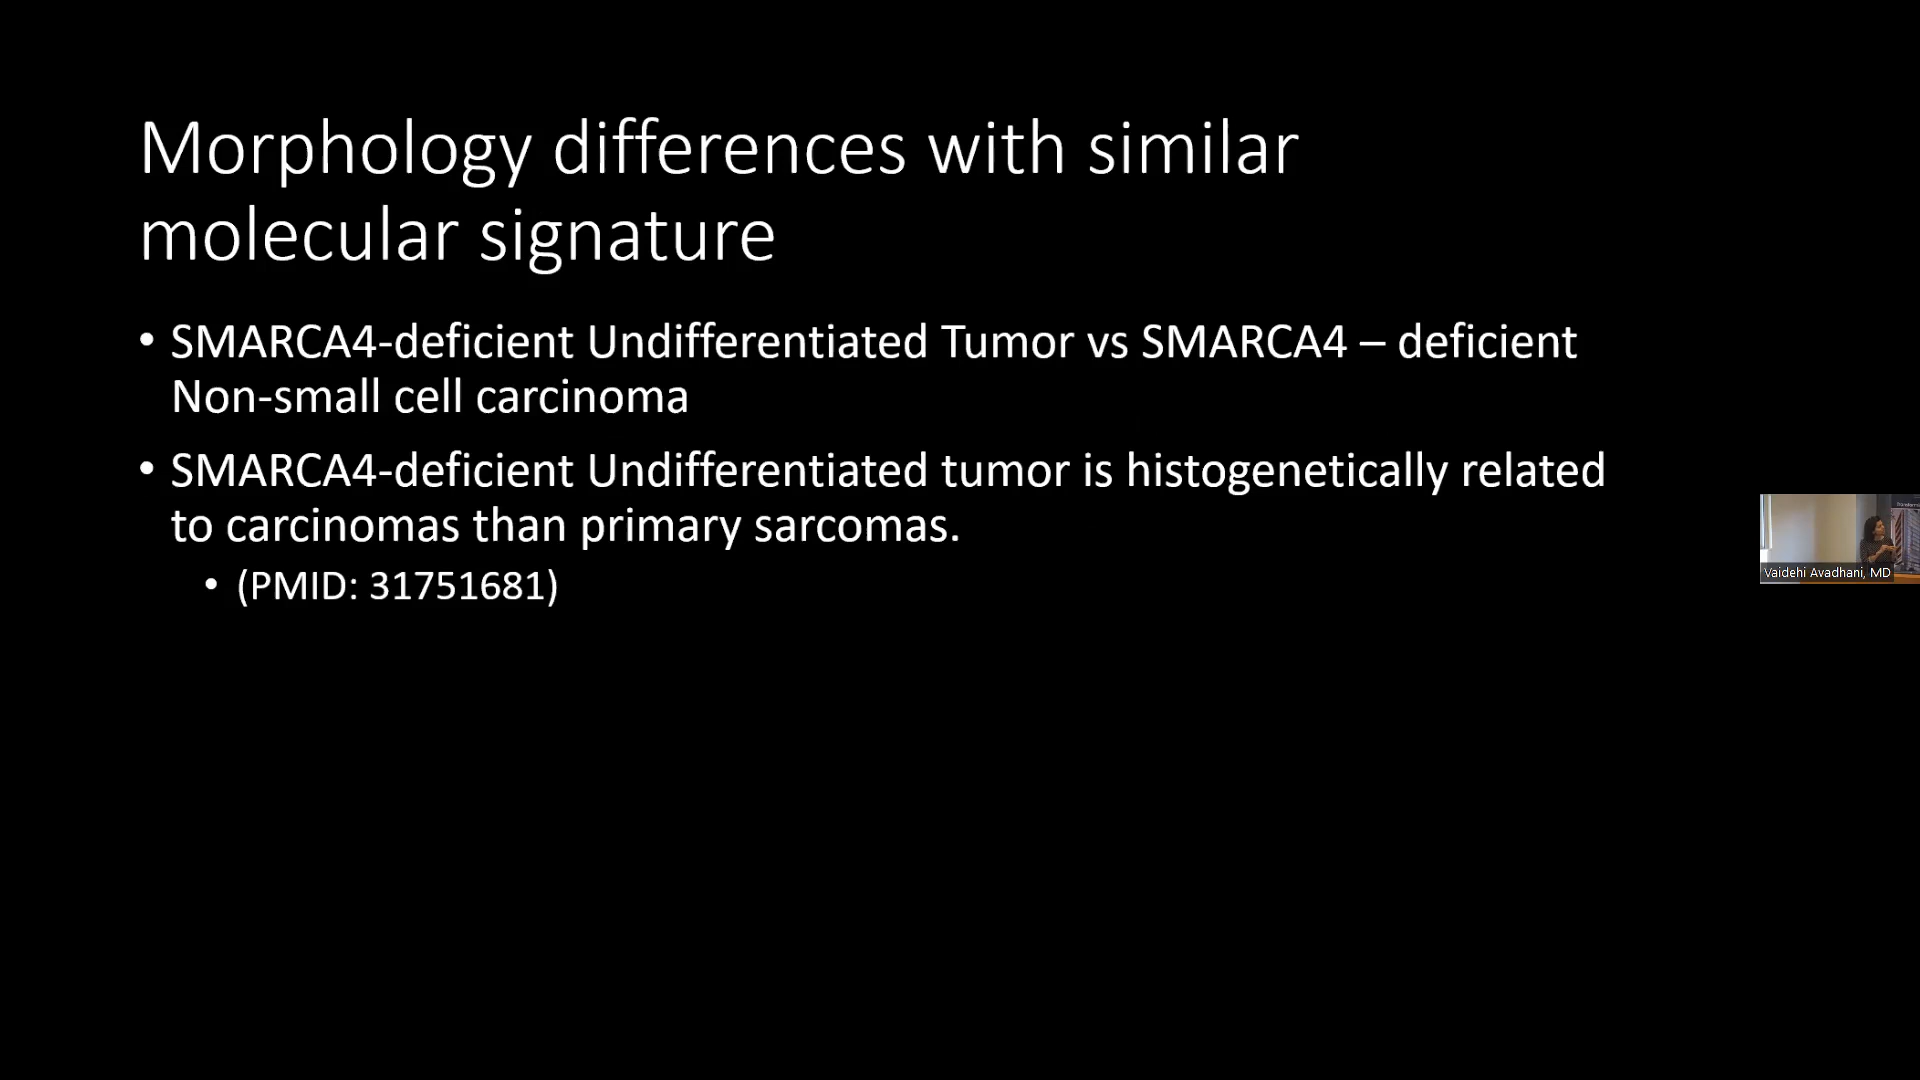 Morphology differences with similar
molecular signature
• SMARCA4-deficient Undifferentiated Tumor vs SMARCA4 – deficient
Non-small cell carcinoma
• SMARCA4-deficient Undifferentiated tumor is histogenetically related
to carcinomas than primary sarcomas.
• (PMID: 31751681)
Vaidehi Avadhani, MD